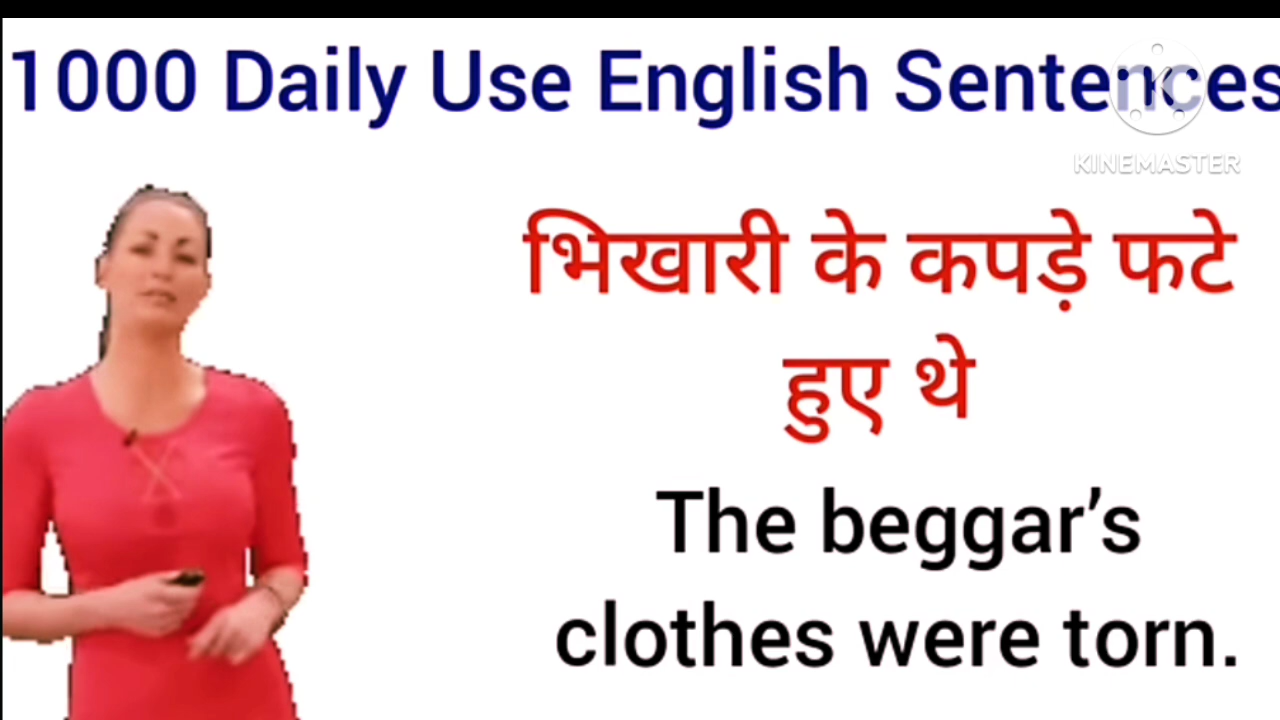 1000 Daily Use English Sentences
KINEMASTER
भिखारी के कपड़े फटे
हुए थे
The beggar’s
clothes were torn.